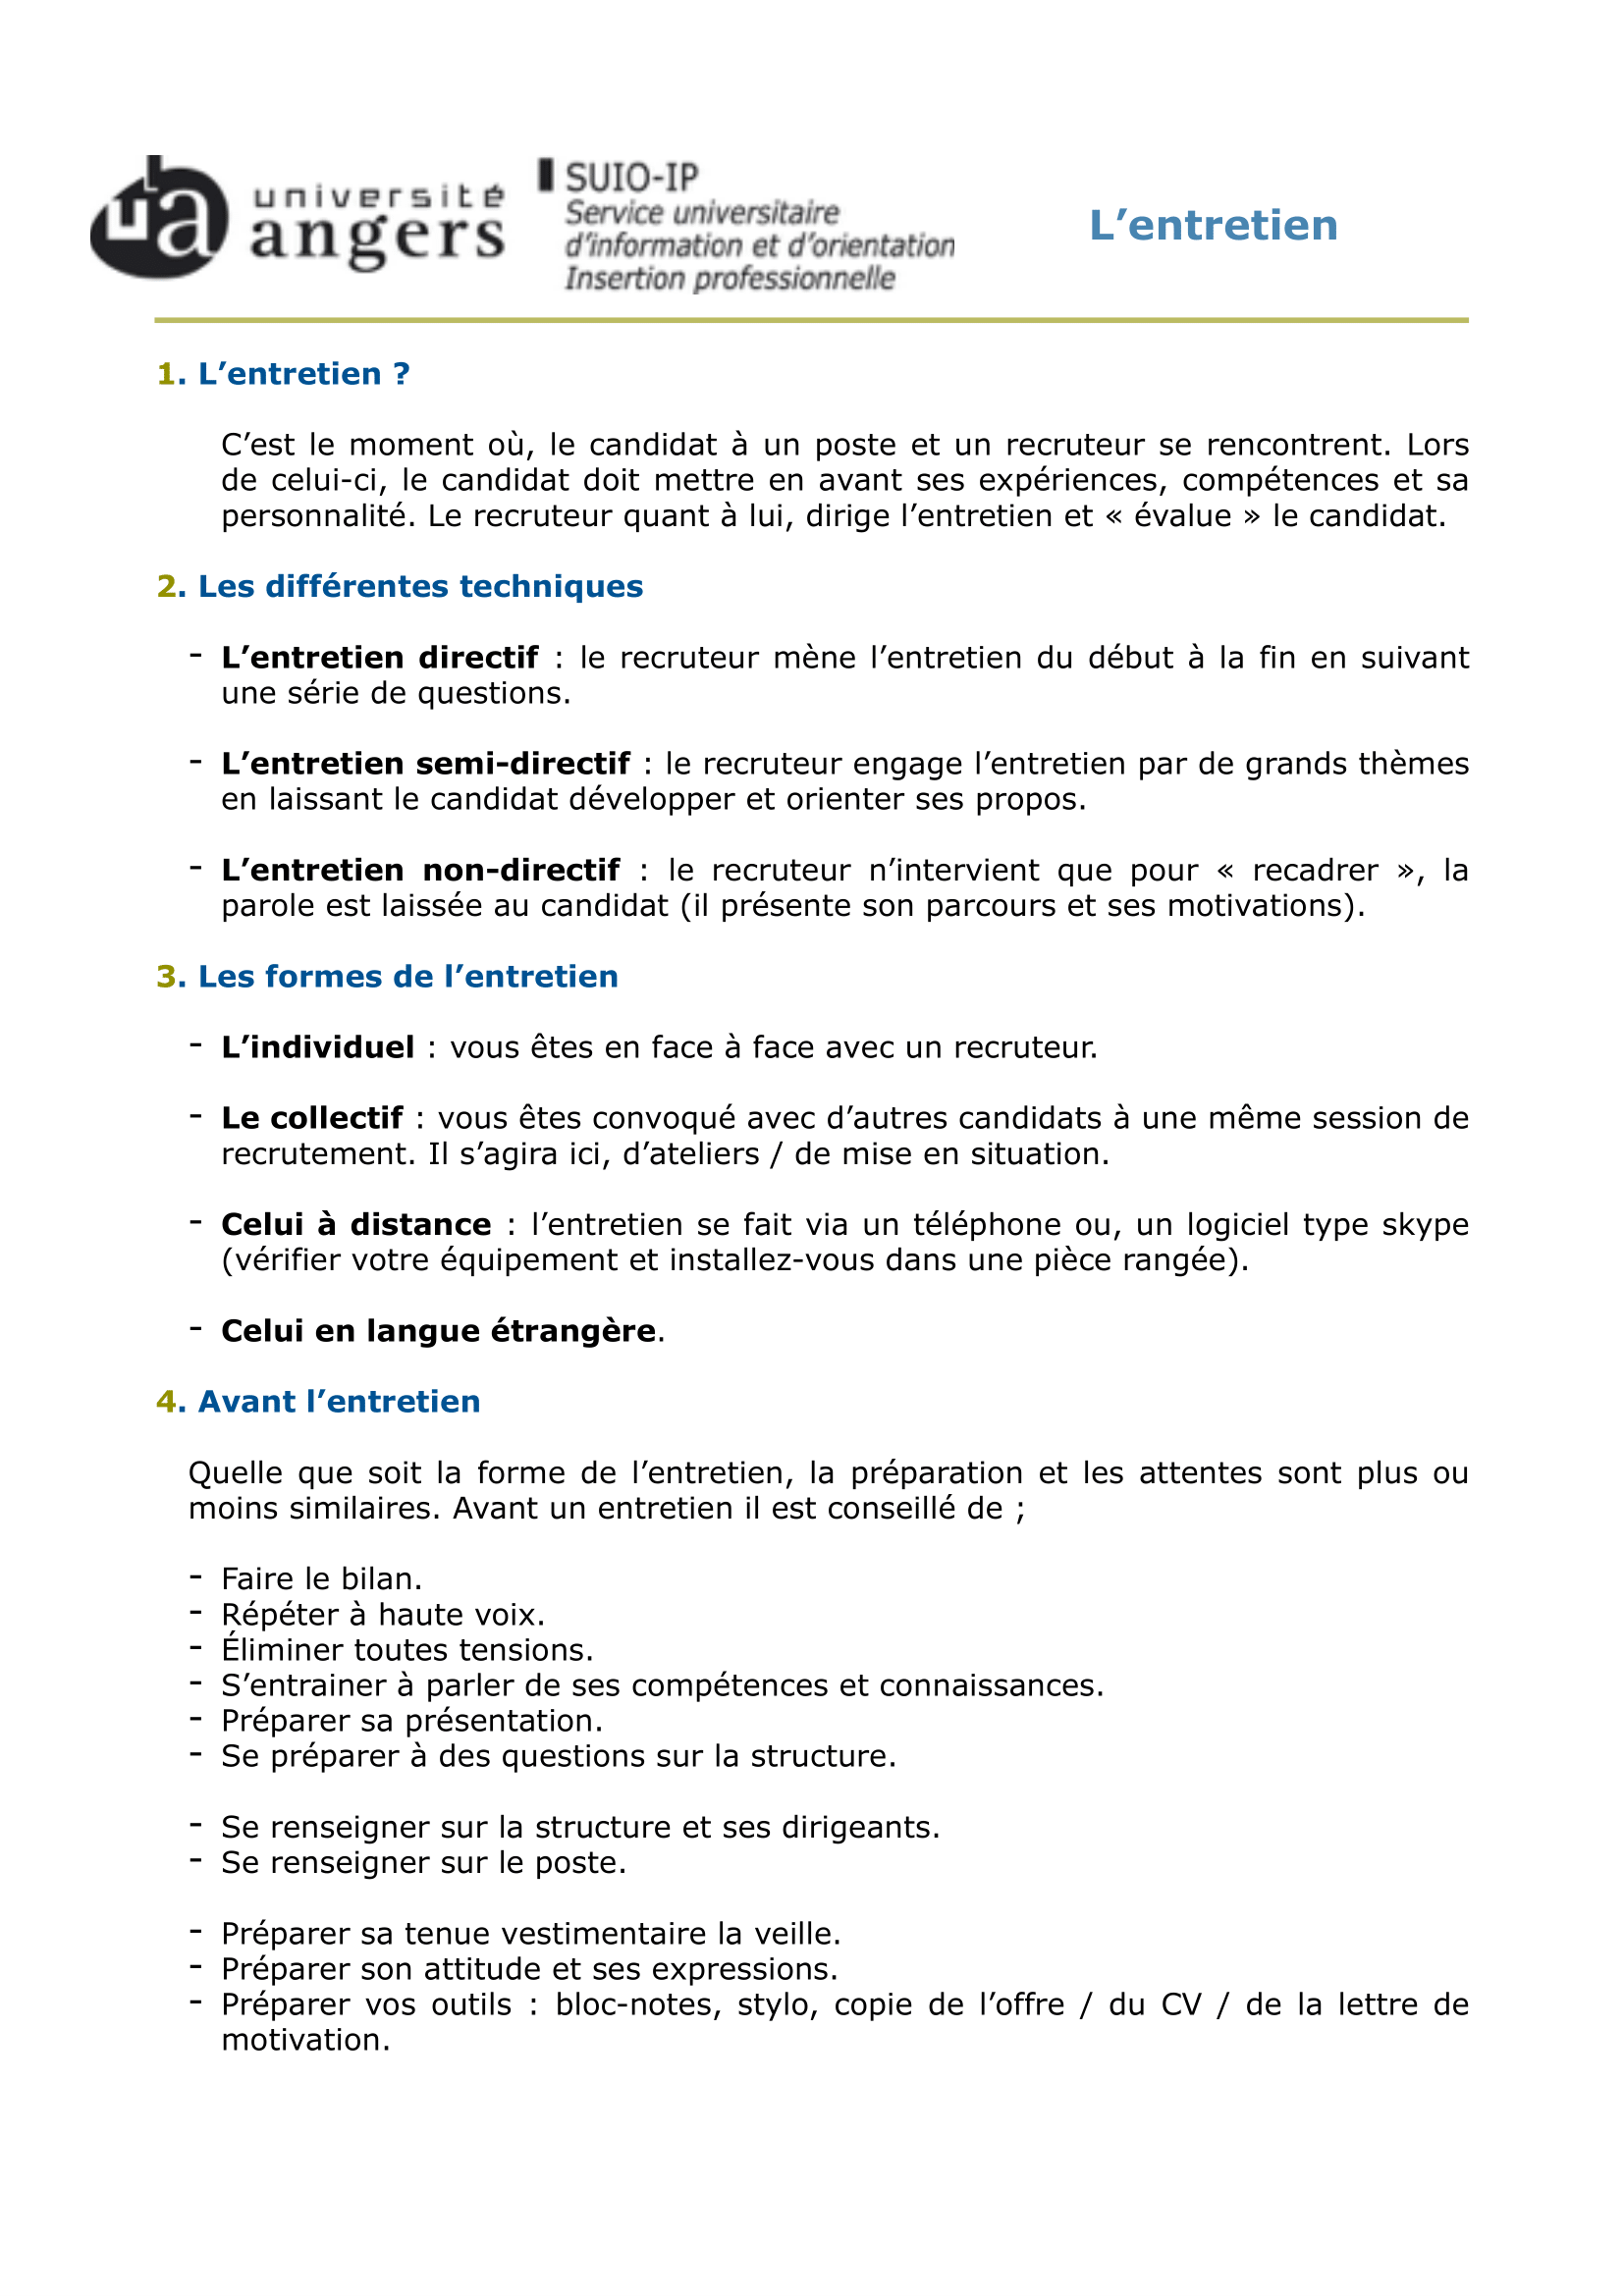 université
angers
SUIO-IP
Service universitaire
d'information et d'orientation
Insertion professionnelle
L’entretien
1. L’entretien ?
C’est le moment où, le candidat à un poste et un recruteur se rencontrent. Lors
de celui-ci, le candidat doit mettre en avant ses expériences, compétences et sa
personnalité. Le recruteur quant à lui, dirige l’entretien et « évalue » le candidat.
2. Les différentes techniques
- L’entretien directif : le recruteur mène l’entretien du début à la fin en suivant
une série de questions.
- L’entretien semi-directif : le recruteur engage l’entretien par de grands thèmes
en laissant le candidat développer et orienter ses propos.
- L’entretien non-directif : le recruteur n’intervient que pour « recadrer », la
parole est laissée au candidat (il présente son parcours et ses motivations).
3. Les formes de l’entretien
- L’individuel : vous êtes en face à face avec un recruteur.
- Le collectif : vous êtes convoqué avec d’autres candidats à une même session de
recrutement. Il s’agira ici, d’ateliers / de mise en situation.
- Celui à distance : l’entretien se fait via un téléphone ou, un logiciel type skype
(vérifier votre équipement et installez-vous dans une pièce rangée).
- Celui en langue étrangère.
4. Avant l’entretien
Quelle que soit la forme de l’entretien, la préparation et les attentes sont plus ou
moins similaires. Avant un entretien il est conseillé de ;
- Faire le bilan.
- Répéter à haute voix.
- Éliminer toutes tensions.
- S’entrainer à parler de ses compétences et connaissances.
- Préparer sa présentation.
- Se préparer à des questions sur la structure.
- Se renseigner sur la structure et ses dirigeants.
- Se renseigner sur le poste.
- Préparer sa tenue vestimentaire la veille.
- Préparer son attitude et ses expressions.
- Préparer vos outils : bloc-notes, stylo, copie de l’offre / du CV / de la lettre de
motivation.